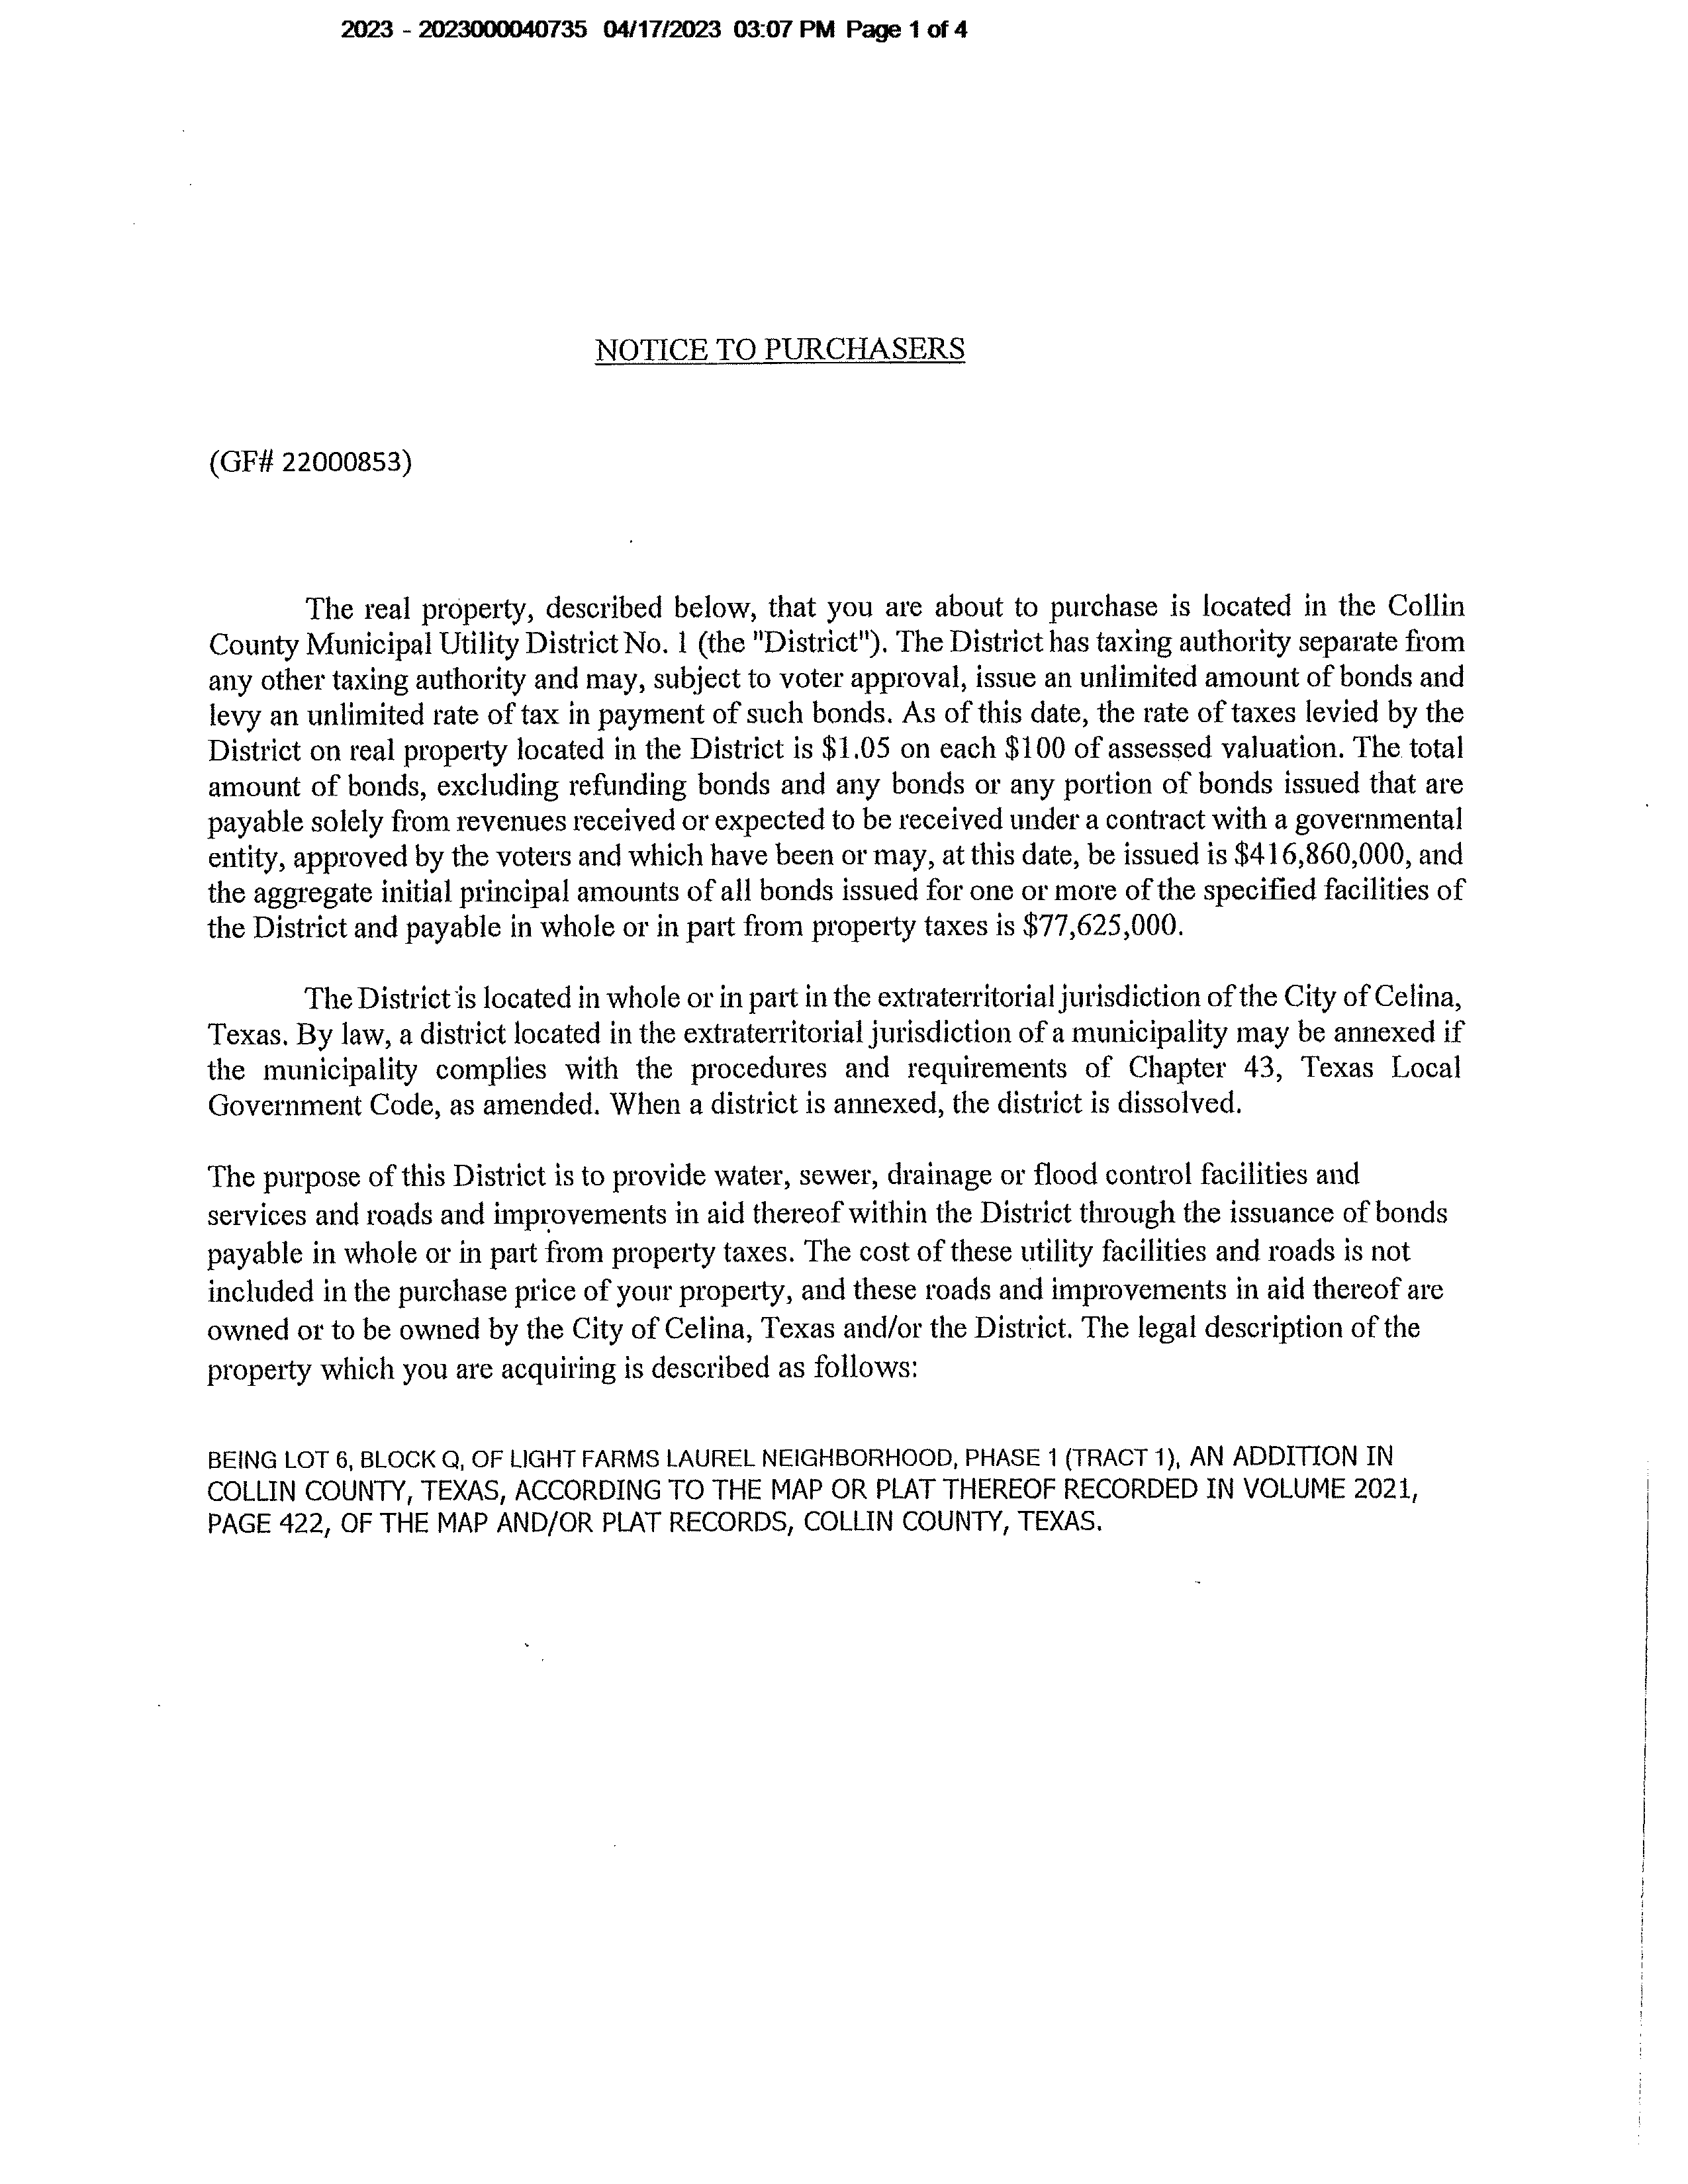 2023 - 2023000040735 04/17/2023 03:07 PM Page 1 of 4
NOTICE TO PURCHASERS
(GF# 22000853)
The real property, described below, that you are about to purchase is located in the Collin
County Municipal Utility District No. 1 (the "District"). The District has taxing authority separate from
any other taxing authority and may, subject to voter approval, issue an unlimited amount of bonds and
levy an unlimited rate of tax in payment of such bonds. As of this date, the rate of taxes levied by the
District on real property located in the District is $1.05 on each $100 of assessed valuation. The total
amount of bonds, excluding refunding bonds and any bonds or any portion of bonds issued that are
payable solely from revenues received or expected to be received under a contract with a governmental
entity, approved by the voters and which have been or may, at this date, be issued is $416,860,000, and
the aggregate initial principal amounts of all bonds issued for one or more of the specified facilities of
the District and payable in whole or in part from property taxes is $77,625,000.
The District is located in whole or in part in the extraterritorial jurisdiction of the City of Celina,
Texas. By law, a district located in the extraterritorial jurisdiction of a municipality may be annexed if
the municipality complies with the procedures and requirements of Chapter 43, Texas Local
Government Code, as amended. When a district is annexed, the district is dissolved.
The purpose of this District is to provide water, sewer, drainage or flood control facilities and
services and roads and improvements in aid thereof within the District through the issuance of bonds
payable in whole or in part from property taxes. The cost of these utility facilities and roads is not
included in the purchase price of your property, and these roads and improvements in aid thereof are
owned or to be owned by the City of Celina, Texas and/or the District. The legal description of the
property which you are acquiring is described as follows:
BEING LOT 6, BLOCK Q, OF LIGHT FARMS LAUREL NEIGHBORHOOD, PHASE 1 (TRACT 1), AN ADDITION IN
COLLIN COUNTY, TEXAS, ACCORDING TO THE MAP OR PLAT THEREOF RECORDED IN VOLUME 2021,
PAGE 422, OF THE MAP AND/OR PLAT RECORDS, COLLIN COUNTY, TEXAS.